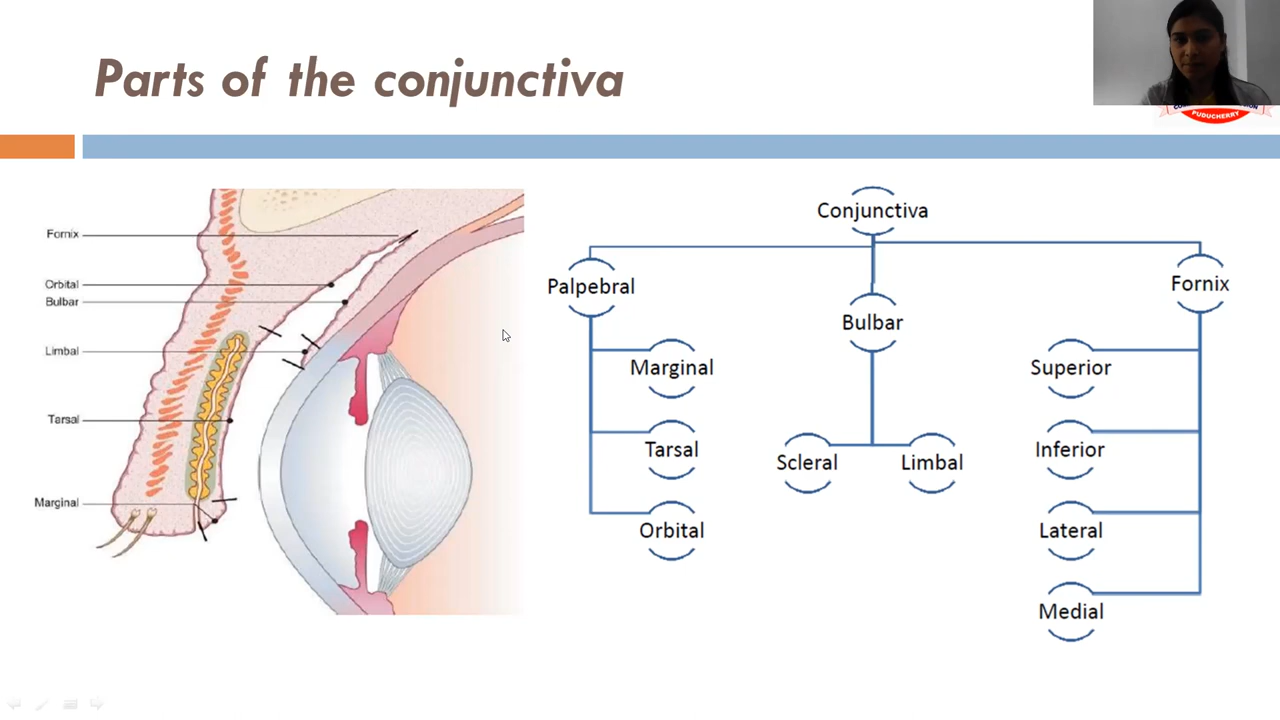 Parts of the conjunctiva
PUDUCHERRY
Fornix
Orbital
Bulbar
Limbal
Tarsal
Marginal
Conjunctiva
Palpebral
Marginal
Tarsal
Orbital
Bulbar
Scleral
Limbal
Fornix
Superior
Inferior
Lateral
Medial